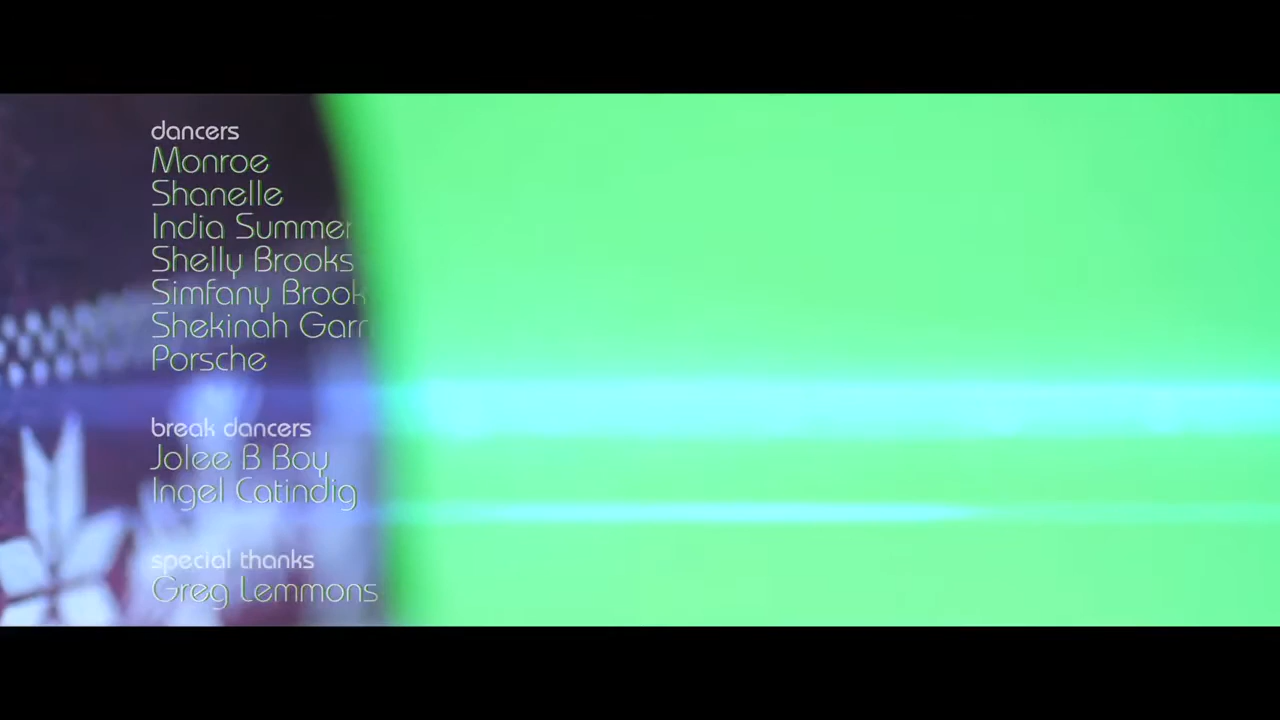 dancers
Monroe
Shanelle
India Summer
Shelly Brooks
Simfany Brook
Shekinah
Porsche
break dancers
Jolee B Boy
Ingel Catindig
special thanks
Greg Lemmons